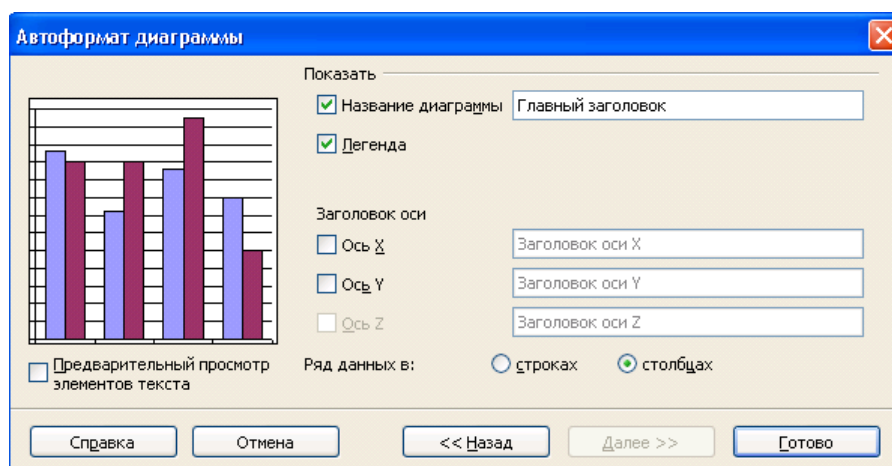 Автоформат диаграммы
Показать
Название диаграммы Главный заголовок
Легенда
Заголовок оси
Ось X Заголовок оси X
Ось Y Заголовок оси Y
Ось Z Заголовок оси Z
Предварительный просмотр
элементов текста
Ряд данных в: строках столбцах
Справка Отмена << Назад Далее >> Готово